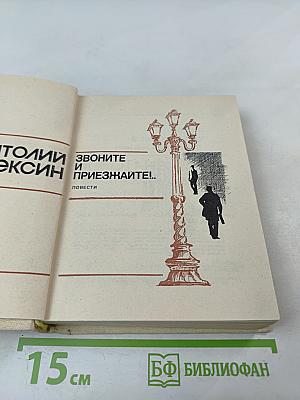 ТОЛИЙ
ЕКСИН
ЗВОНИТЕ
И
ПРИЕЗЖАЙТЕ!..
ПОВЕСТИ
15 см
БФ БИБЛИОФАН